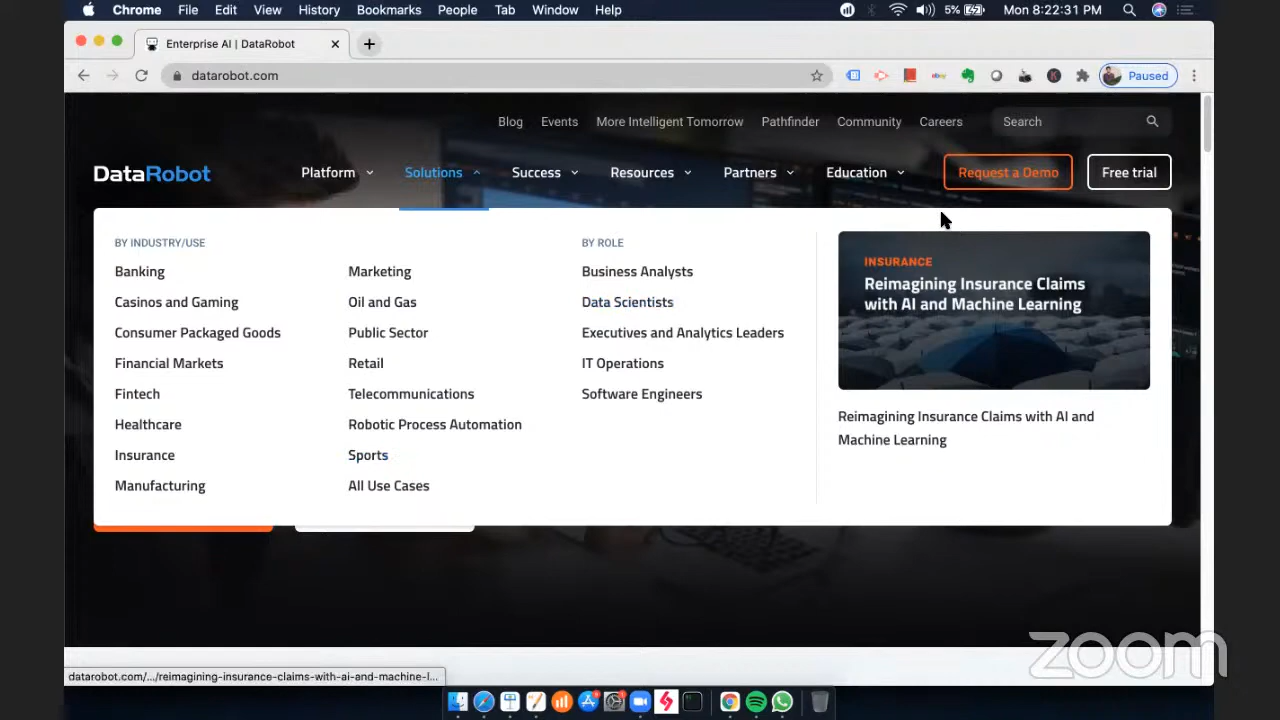 Chrome File Edit View History Bookmarks People Tab Window Help 5% Mon 8:22:31 PM
Enterprise AI | DataRobot
datarobot.com Paused
Blog Events More Intelligent Tomorrow Pathfinder Community Careers Search
DataRobot Platform Solutions Success Resources Partners Education Request a Demo Free trial
BY INDUSTRY/USE
Banking
Casinos and Gaming
Consumer Packaged Goods
Financial Markets
Fintech
Healthcare
Insurance
Manufacturing
Marketing
Oil and Gas
Public Sector
Retail
Telecommunications
Robotic Process Automation
Sports
All Use Cases
BY ROLE
Business Analysts
Data Scientists
Executives and Analytics Leaders
IT Operations
Software Engineers
INSURANCE
Reimagining Insurance Claims
with AI and Machine Learning
Reimagining Insurance Claims with AI and
Machine Learning
datarobot.com/.../reimagining-insurance-claims-with-ai-and-machine-l...
zoom